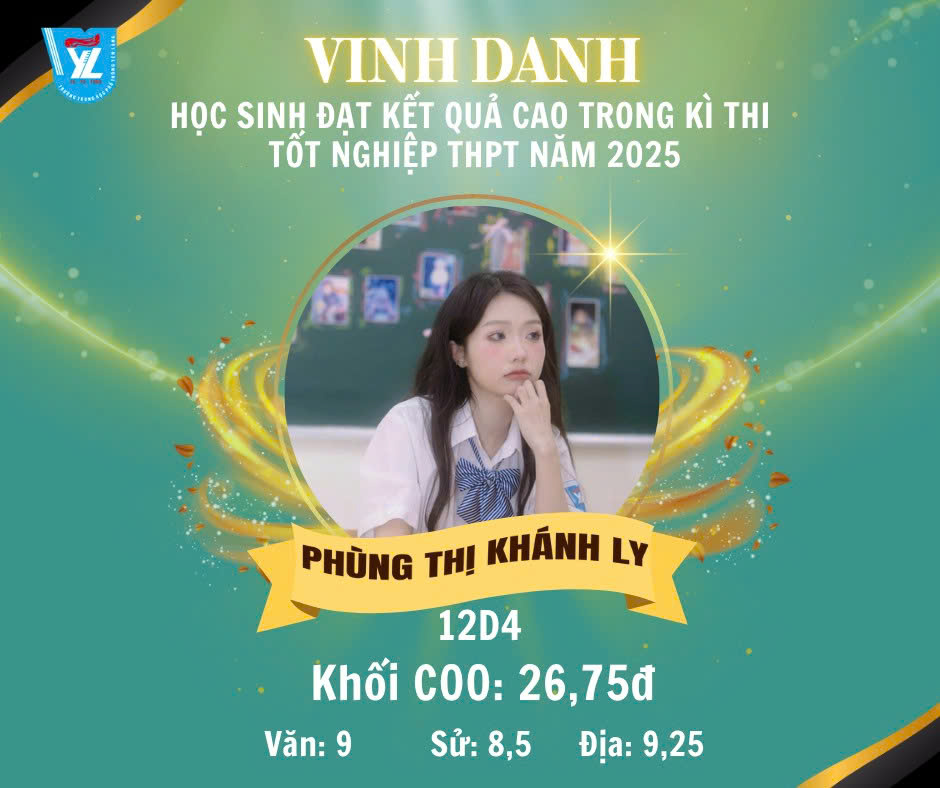 VINH DANH
HỌC SINH ĐẠT KẾT QUẢ CAO TRONG KÌ THI
TỐT NGHIỆP THPT NĂM 2025
PHÙNG THỊ KHÁNH LY
12D4
Khối C00: 26,75đ
Văn: 9 Sử: 8,5 Địa: 9,25